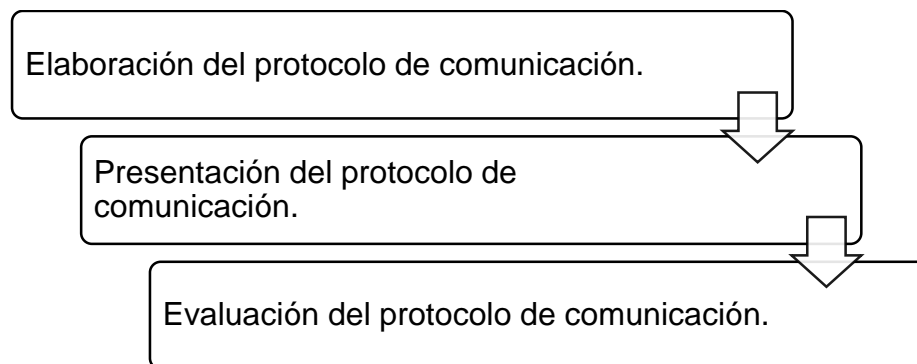 Elaboración del protocolo de comunicación.
Presentación del protocolo de
comunicación.
Evaluación del protocolo de comunicación.